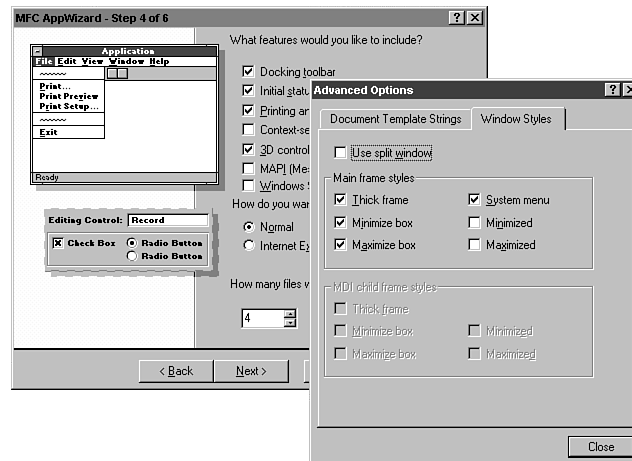 MFC AppWizard - Step 4 of 6
What features would you like to include?
Application
File Edit View Window Help
Print...
Print Preview
Print Setup...
Exit
Ready
Editing Control: Record
Check Box
Radio Button
Radio Button
Docking toolbar
Initial statu
Printing an
Context-se
3D control
MAPI (Me
Windows S
How do you wan
Normal
Internet Ex
How many files w
4
< Back
Next >
Advanced Options
Document Template Strings
Window Styles
Use split window
Main frame styles
Thick frame
System menu
Minimize box
Minimized
Maximize box
Maximized
MDI child frame styles
Thick frame
Minimize box
Minimized
Maximize box
Maximized
Close